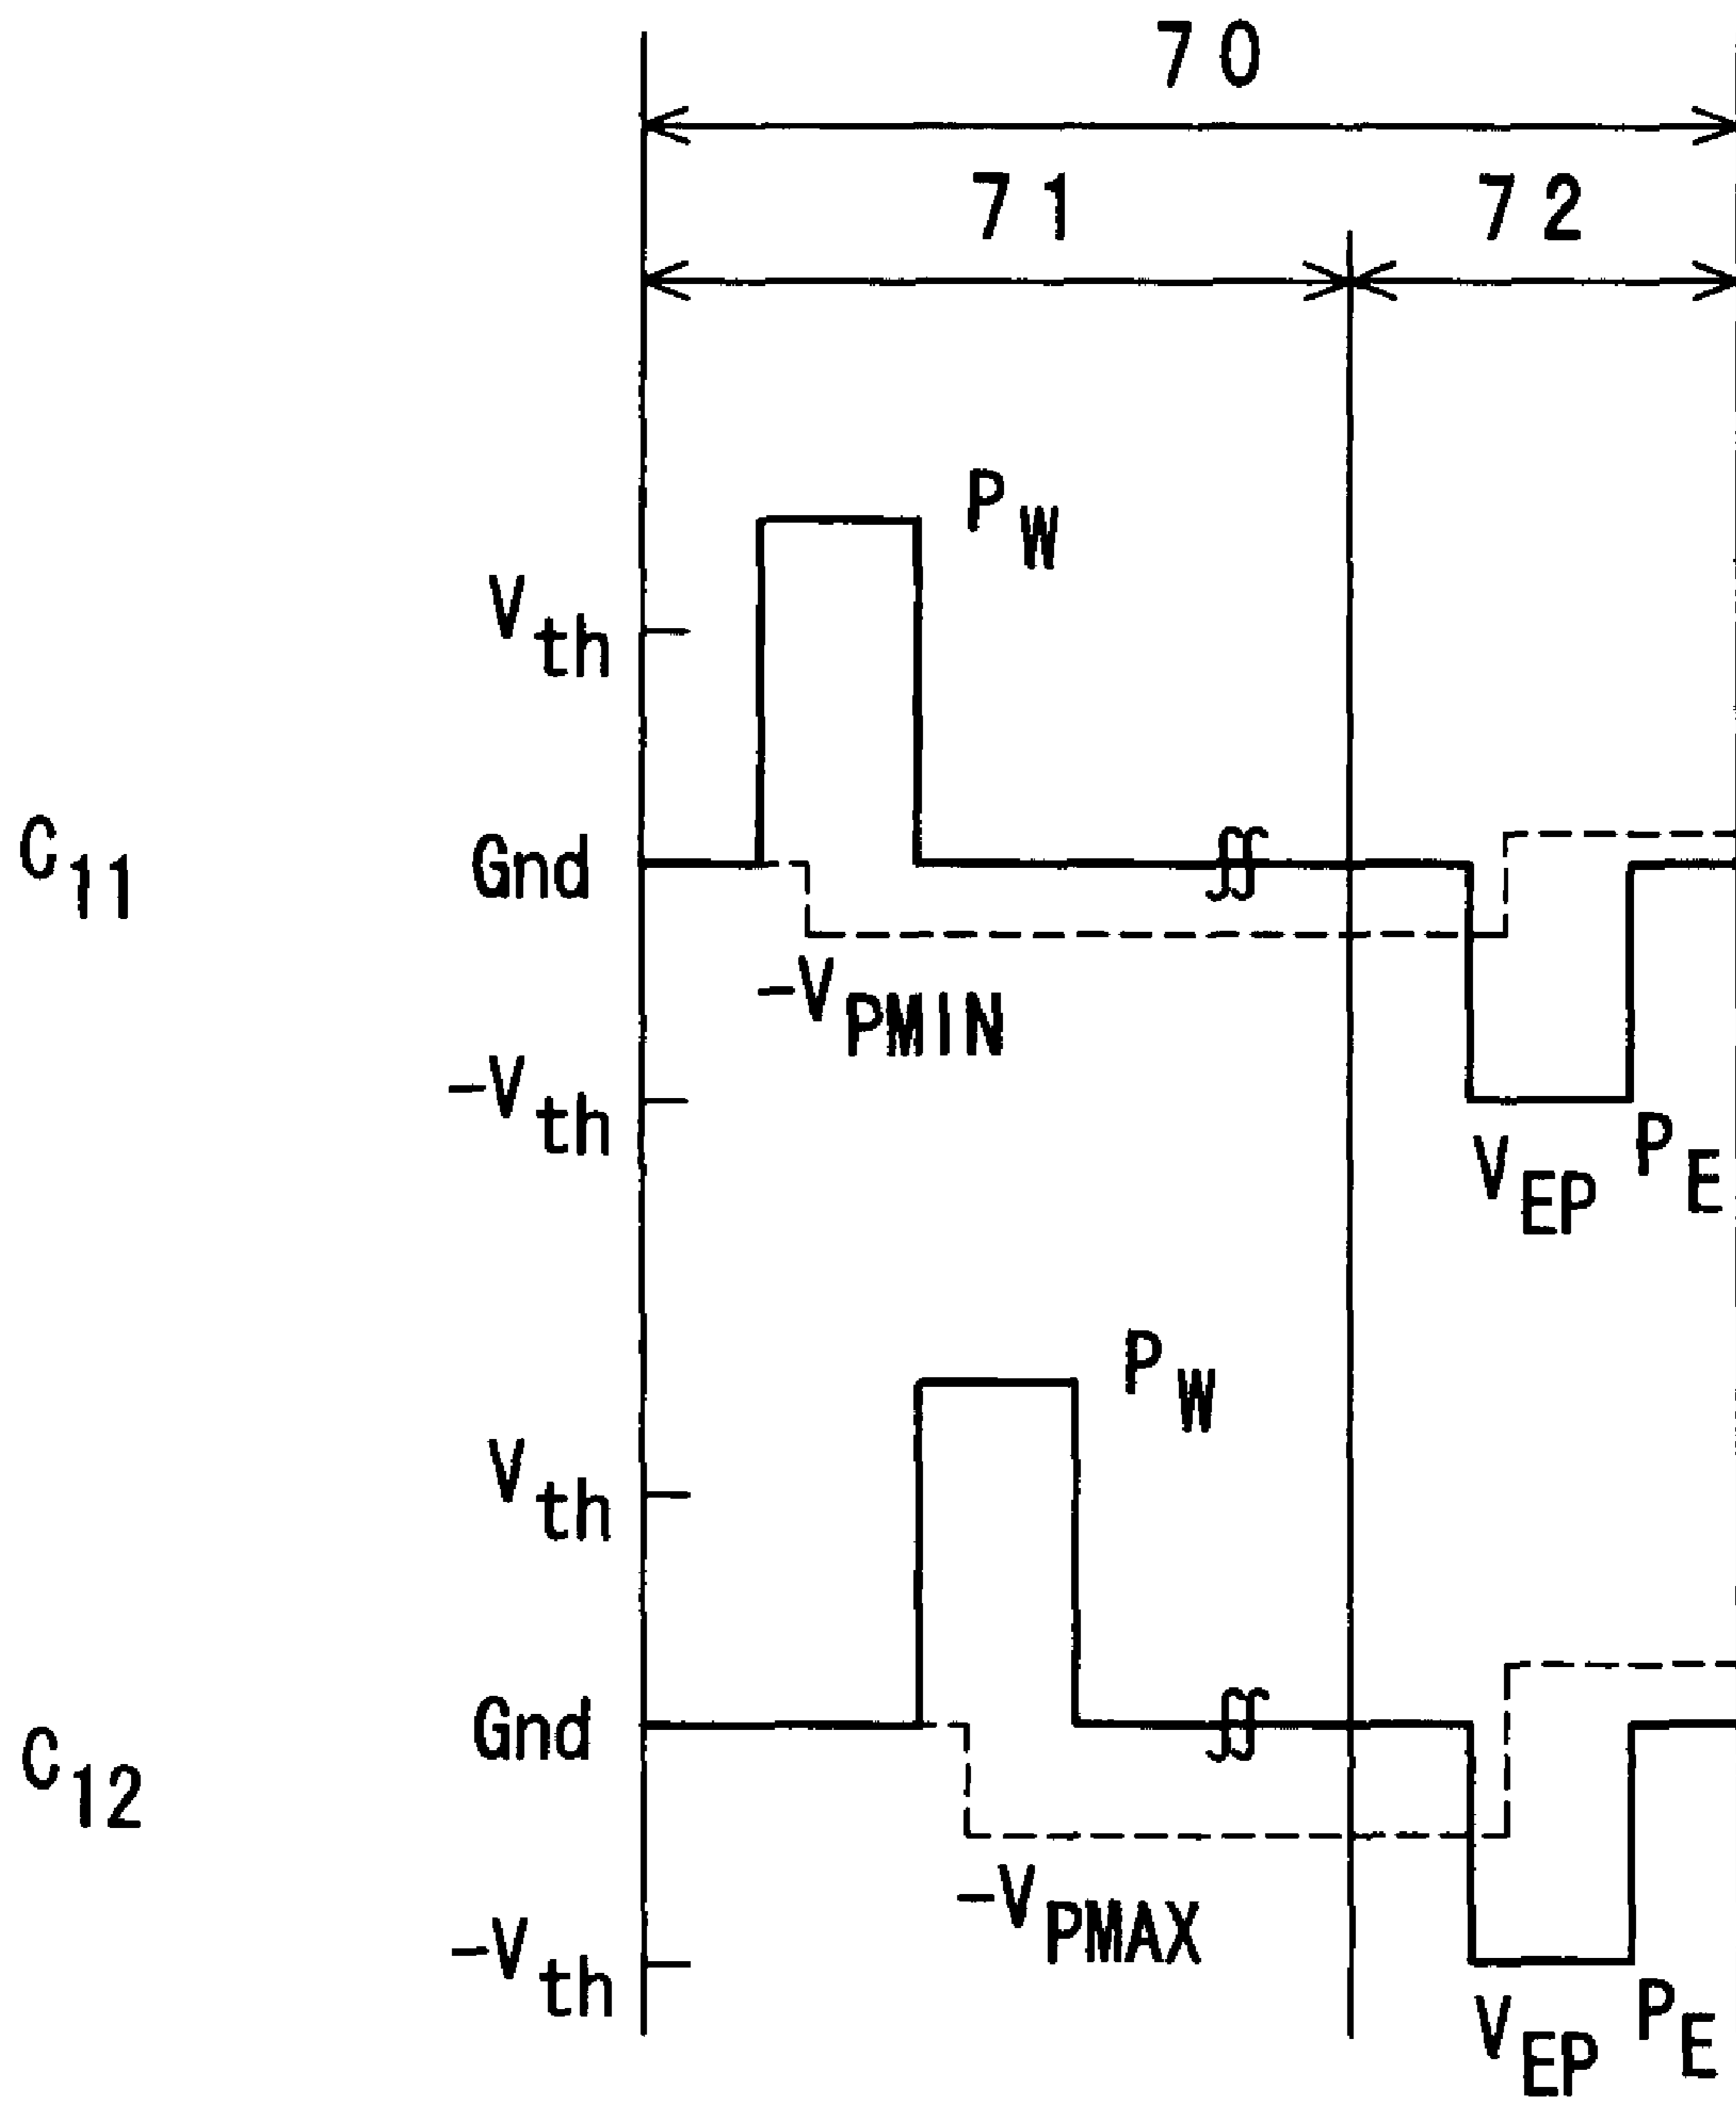 70
71 72
P_W
V_th
C_11 Gnd
-V_PMIN
-V_th
V_EP P_E
P_W
V_th
C_12 Gnd
-V_PMAX
-V_th
V_EP P_E